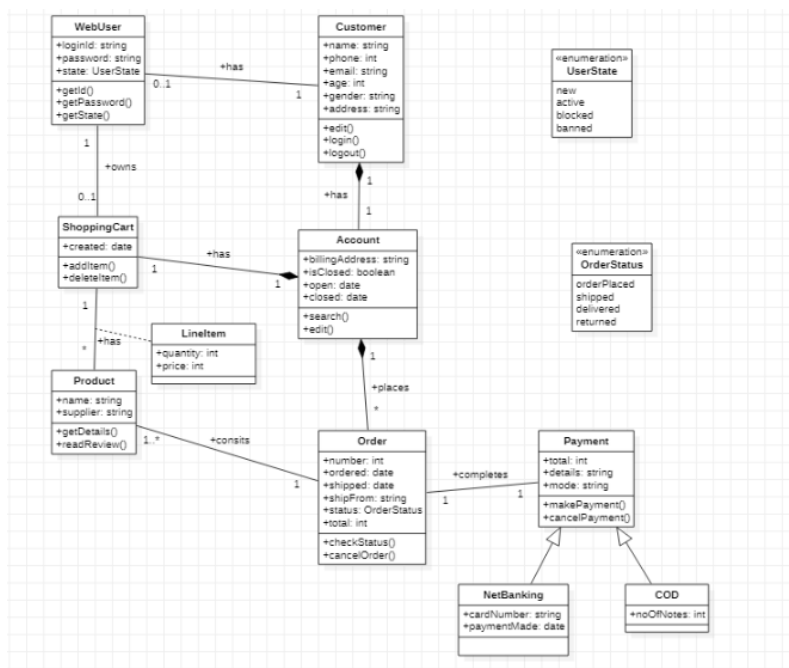 WebUser
+loginId: string
+password: string
+state: UserState
+getId()
+getPassword()
+getState()
Customer
+name: string
+phone: int
+email: string
+age: int
+gender: string
+address: string
+edit()
+login()
+logout()
«enumeration»
UserState
new
active
blocked
banned
+has
0..1
1
1
+owns
0..1
1
+has
1
ShoppingCart
+created: date
+addItem()
+deleteItem()
+has
1
1
Account
+billingAddress: string
+isClosed: boolean
+open: date
+closed: date
+search()
+edit()
«enumeration»
OrderStatus
orderPlaced
shipped
delivered
returned
1
+has
*
LineItem
+quantity: int
+price: int
1
+places
*
Product
+name: string
+supplier: string
+getDetails()
+readReview()
1..*
+consits
1
Order
+number: int
+ordered: date
+shipped: date
+shipFrom: string
+status: OrderStatus
+total: int
+checkStatus()
+cancelOrder()
+completes
1
1
Payment
+total: int
+details: string
+mode: string
+makePayment()
+cancelPayment()
NetBanking
+cardNumber: string
+paymentMade: date
COD
+noOfNotes: int